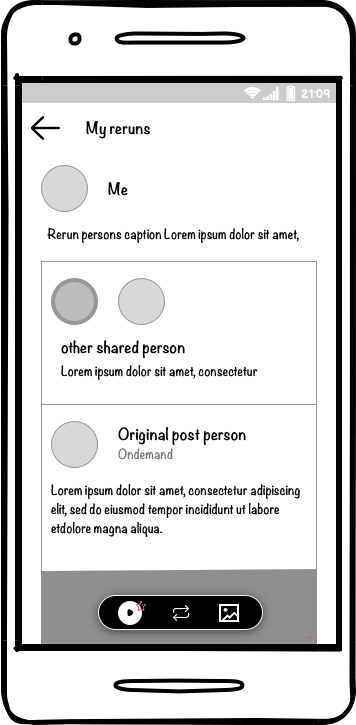 21:09
My reruns
Me
Rerun persons caption Lorem ipsum dolor sit amet,
other shared person
Lorem ipsum dolor sit amet, consectetur
Original post person
Ondemand
Lorem ipsum dolor sit amet, consectetur adipiscing
elit, sed do eiusmod tempor incididunt ut labore
etdolore magna aliqua.